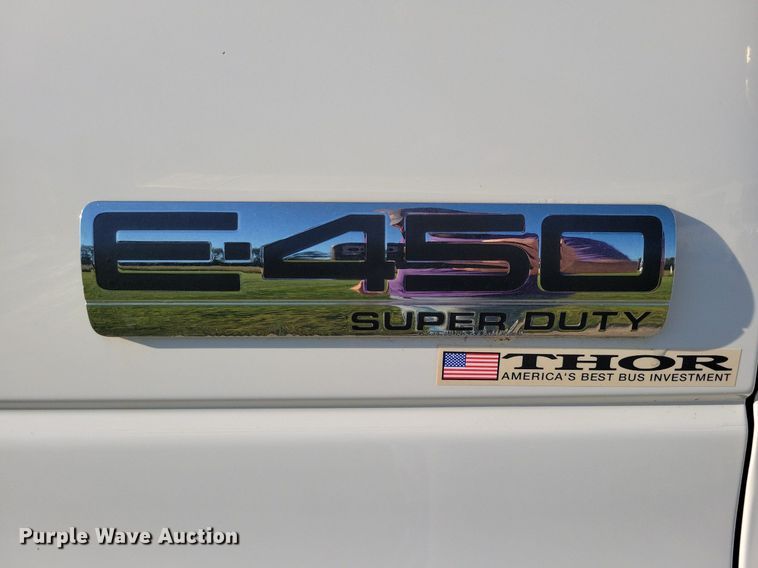 E-450
SUPER DUTY
THOR
AMERICA'S BEST BUS INVESTMENT
Purple Wave Auction